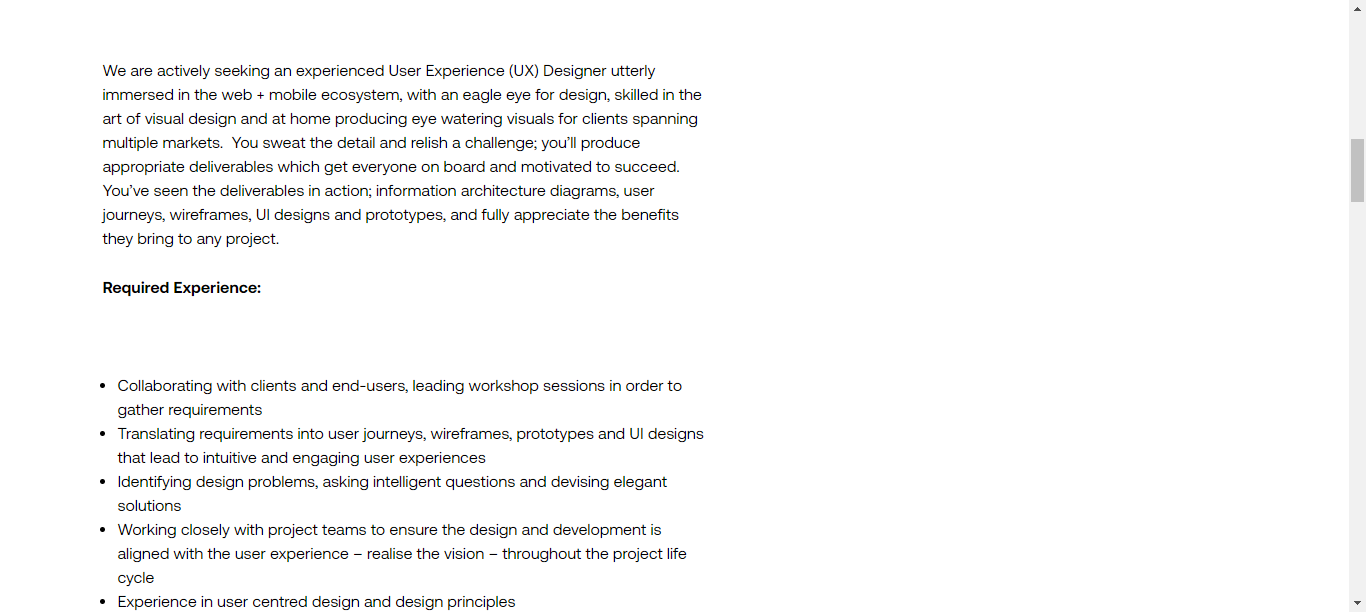 We are actively seeking an experienced User Experience (UX) Designer utterly
immersed in the web + mobile ecosystem, with an eagle eye for design, skilled in the
art of visual design and at home producing eye watering visuals for clients spanning
multiple markets.  You sweat the detail and relish a challenge; you’ll produce
appropriate deliverables which get everyone on board and motivated to succeed.
You’ve seen the deliverables in action; information architecture diagrams, user
journeys, wireframes, UI designs and prototypes, and fully appreciate the benefits
they bring to any project.
Required Experience:
• Collaborating with clients and end-users, leading workshop sessions in order to
gather requirements
• Translating requirements into user journeys, wireframes, prototypes and UI designs
that lead to intuitive and engaging user experiences
• Identifying design problems, asking intelligent questions and devising elegant
solutions
• Working closely with project teams to ensure the design and development is
aligned with the user experience – realise the vision – throughout the project life
cycle
• Experience in user centred design and design principles